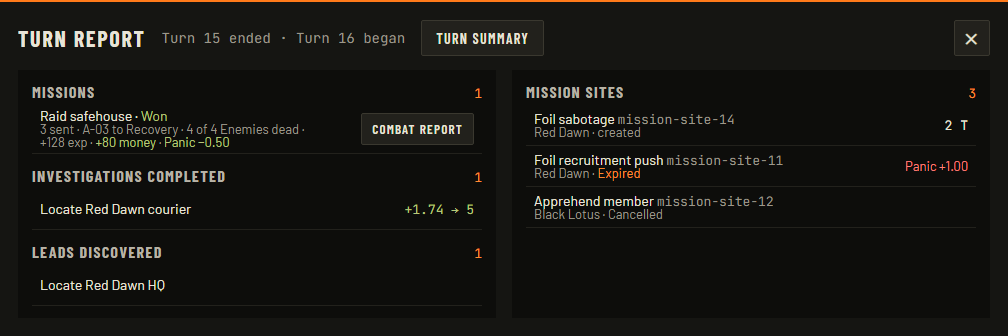 TURN REPORT Turn 15 ended · Turn 16 began TURN SUMMARY ✕
MISSIONS 1
Raid safehouse · Won
3 sent · A-03 to Recovery · 4 of 4 Enemies dead ·
+128 exp · +80 money · Panic −0.50
COMBAT REPORT
INVESTIGATIONS COMPLETED 1
Locate Red Dawn courier +1.74 → 5
LEADS DISCOVERED 1
Locate Red Dawn HQ
MISSION SITES 3
Foil sabotage mission-site-14
Red Dawn · created
2 T
Foil recruitment push mission-site-11
Red Dawn · Expired
Panic +1.00
Apprehend member mission-site-12
Black Lotus · Cancelled